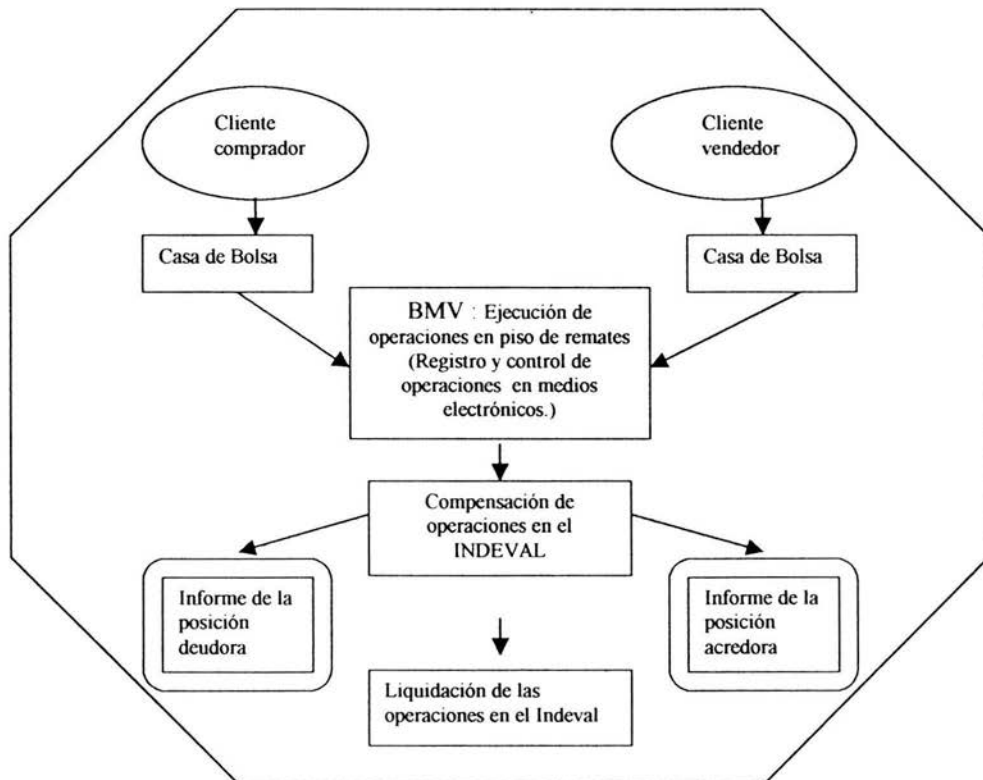 Cliente
comprador
Cliente
vendedor
Casa de Bolsa
Casa de Bolsa
BMV : Ejecución de
operaciones en piso de remates
(Registro y control de
operaciones en medios
electrónicos.)
Compensación de
operaciones en el
INDEVAL
Informe de la
posición
deudora
Informe de la
posición
acredora
Liquidación de las
operaciones en el Indeval